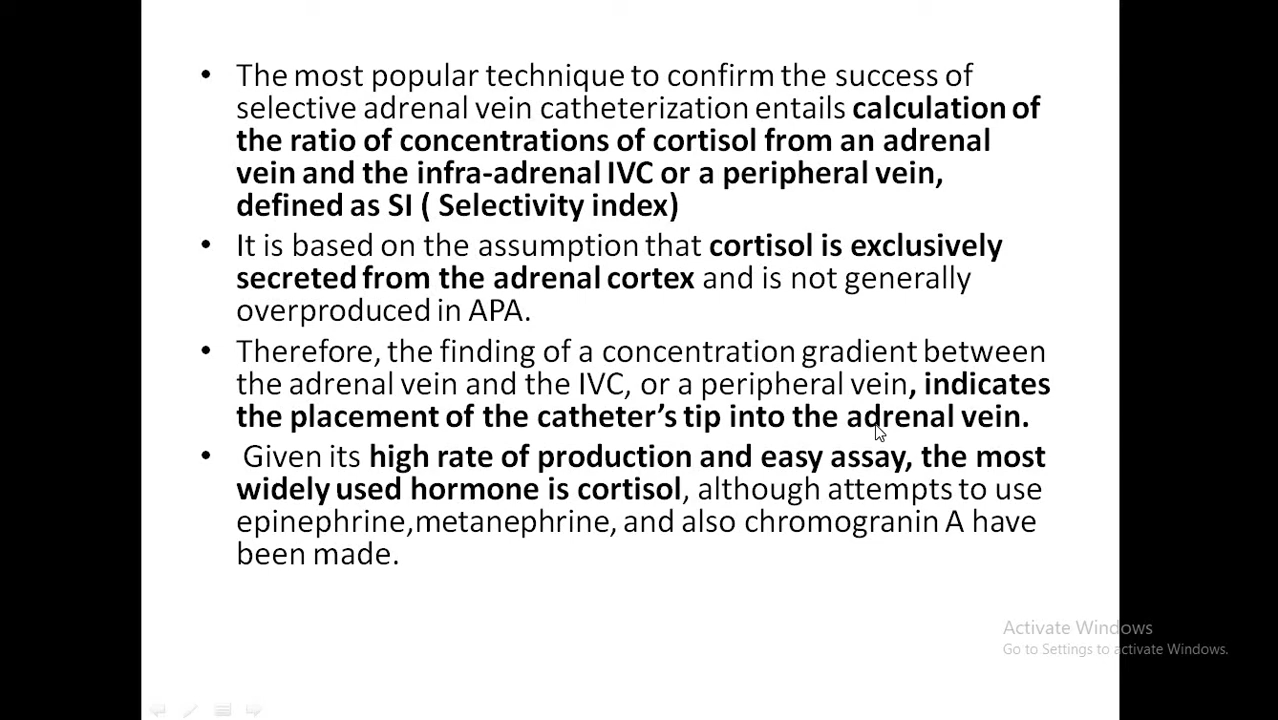 • The most popular technique to confirm the success of
selective adrenal vein catheterization entails calculation of
the ratio of concentrations of cortisol from an adrenal
vein and the infra-adrenal IVC or a peripheral vein,
defined as SI ( Selectivity index)
• It is based on the assumption that cortisol is exclusively
secreted from the adrenal cortex and is not generally
overproduced in APA.
• Therefore, the finding of a concentration gradient between
the adrenal vein and the IVC, or a peripheral vein, indicates
the placement of the catheter's tip into the adrenal vein.
• Given its high rate of production and easy assay, the most
widely used hormone is cortisol, although attempts to use
epinephrine,metanephrine, and also chromogranin A have
been made.
Activate Windows
Go to Settings to activate Windows.